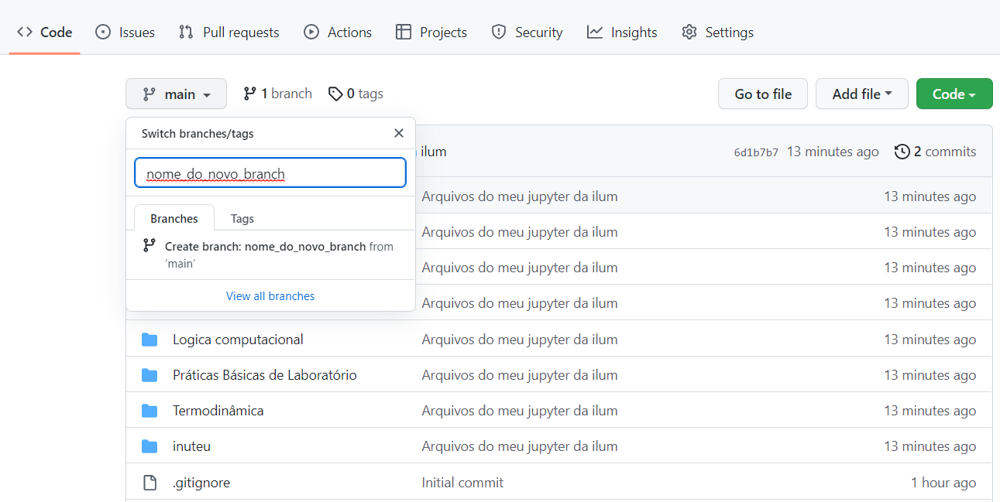 Code Issues Pull requests Actions Projects Security Insights Settings
main 1 branch 0 tags Go to file Add file Code
Switch branches/tags
ilum 6d1b7b7 13 minutes ago 2 commits
nome_do_novo_branch
Arquivos do meu jupyter da ilum 13 minutes ago
Branches Tags
Arquivos do meu jupyter da ilum 13 minutes ago
Create branch: nome_do_novo_branch from
'main'
Arquivos do meu jupyter da ilum 13 minutes ago
View all branches
Arquivos do meu jupyter da ilum 13 minutes ago
Logica computacional Arquivos do meu jupyter da ilum 13 minutes ago
Práticas Básicas de Laboratório Arquivos do meu jupyter da ilum 13 minutes ago
Termodinâmica Arquivos do meu jupyter da ilum 13 minutes ago
inuteu Arquivos do meu jupyter da ilum 13 minutes ago
.gitignore Initial commit 1 hour ago